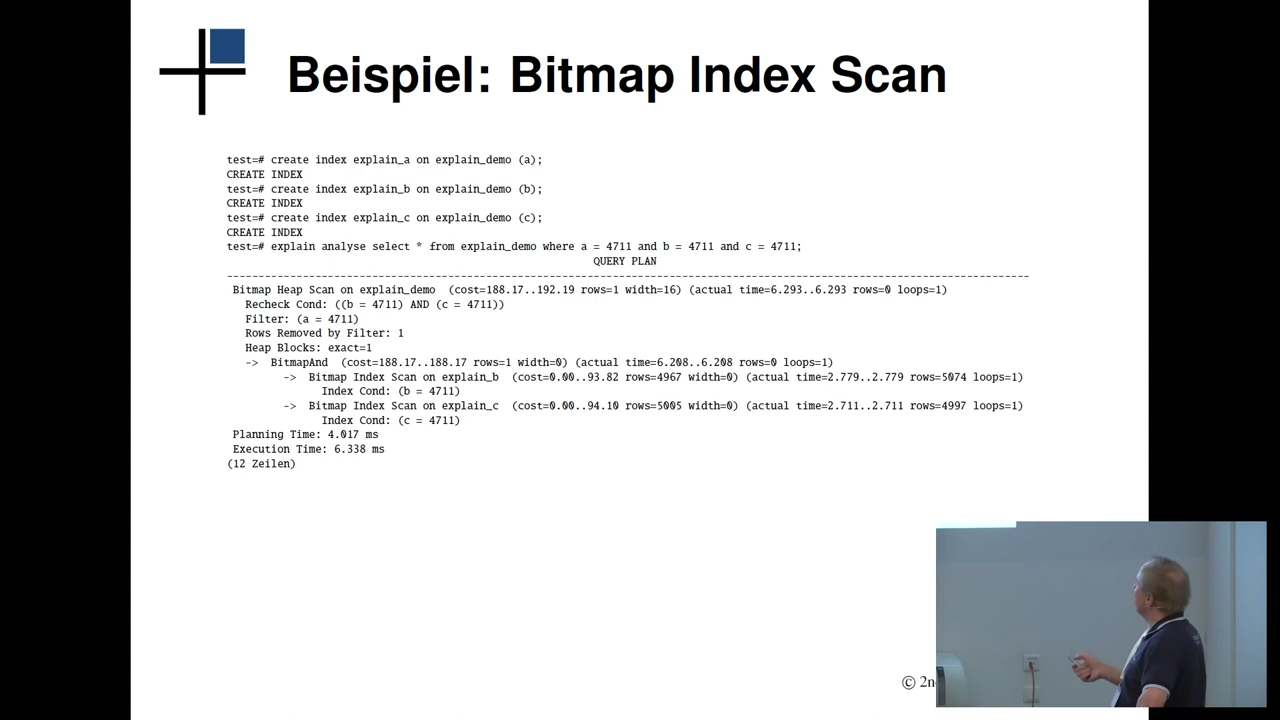 Beispiel: Bitmap Index Scan
test=# create index explain_a on explain_demo (a);
CREATE INDEX
test=# create index explain_b on explain_demo (b);
CREATE INDEX
test=# create index explain_c on explain_demo (c);
CREATE INDEX
test=# explain analyse select * from explain_demo where a = 4711 and b = 4711 and c = 4711;
QUERY PLAN
----------------------------------------------------------------------------------------------------------------------------------
Bitmap Heap Scan on explain_demo (cost=188.17..192.19 rows=1 width=16) (actual time=6.293..6.293 rows=0 loops=1)
Recheck Cond: ((b = 4711) AND (c = 4711))
Filter: (a = 4711)
Rows Removed by Filter: 1
Heap Blocks: exact=1
-> BitmapAnd (cost=188.17..188.17 rows=1 width=0) (actual time=6.208..6.208 rows=0 loops=1)
-> Bitmap Index Scan on explain_b (cost=0.00..93.82 rows=4967 width=0) (actual time=2.779..2.779 rows=5074 loops=1)
Index Cond: (b = 4711)
-> Bitmap Index Scan on explain_c (cost=0.00..94.10 rows=5005 width=0) (actual time=2.711..2.711 rows=4997 loops=1)
Index Cond: (c = 4711)
Planning Time: 4.017 ms
Execution Time: 6.338 ms
(12 Zeilen)
©